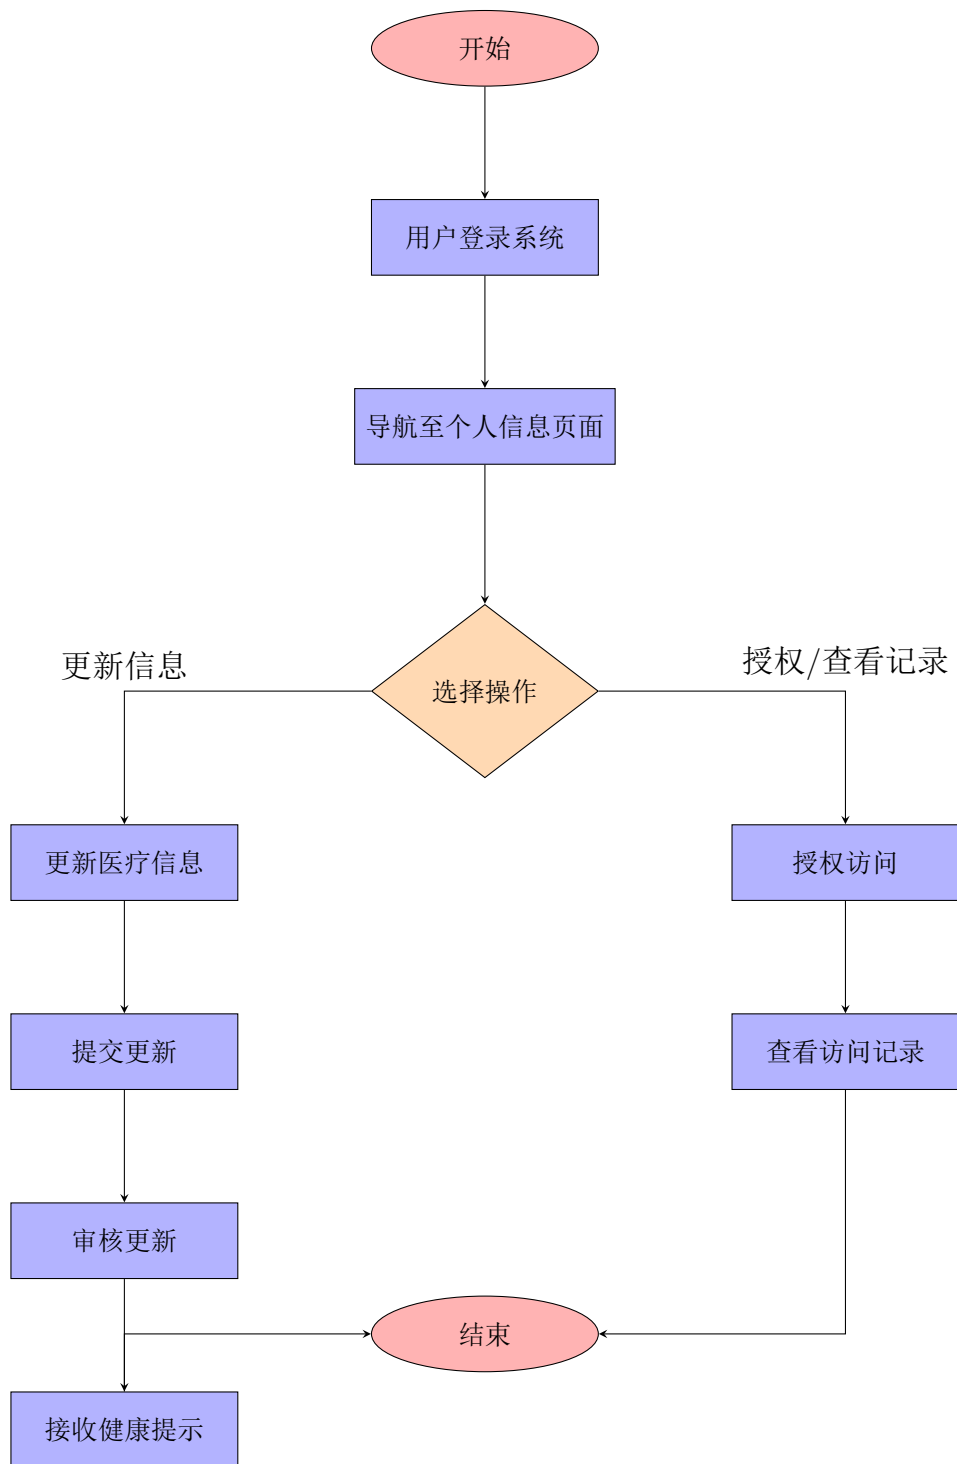 开始
用户登录系统
导航至个人信息页面
更新信息
授权/查看记录
选择操作
更新医疗信息
授权访问
提交更新
查看访问记录
审核更新
结束
接收健康提示